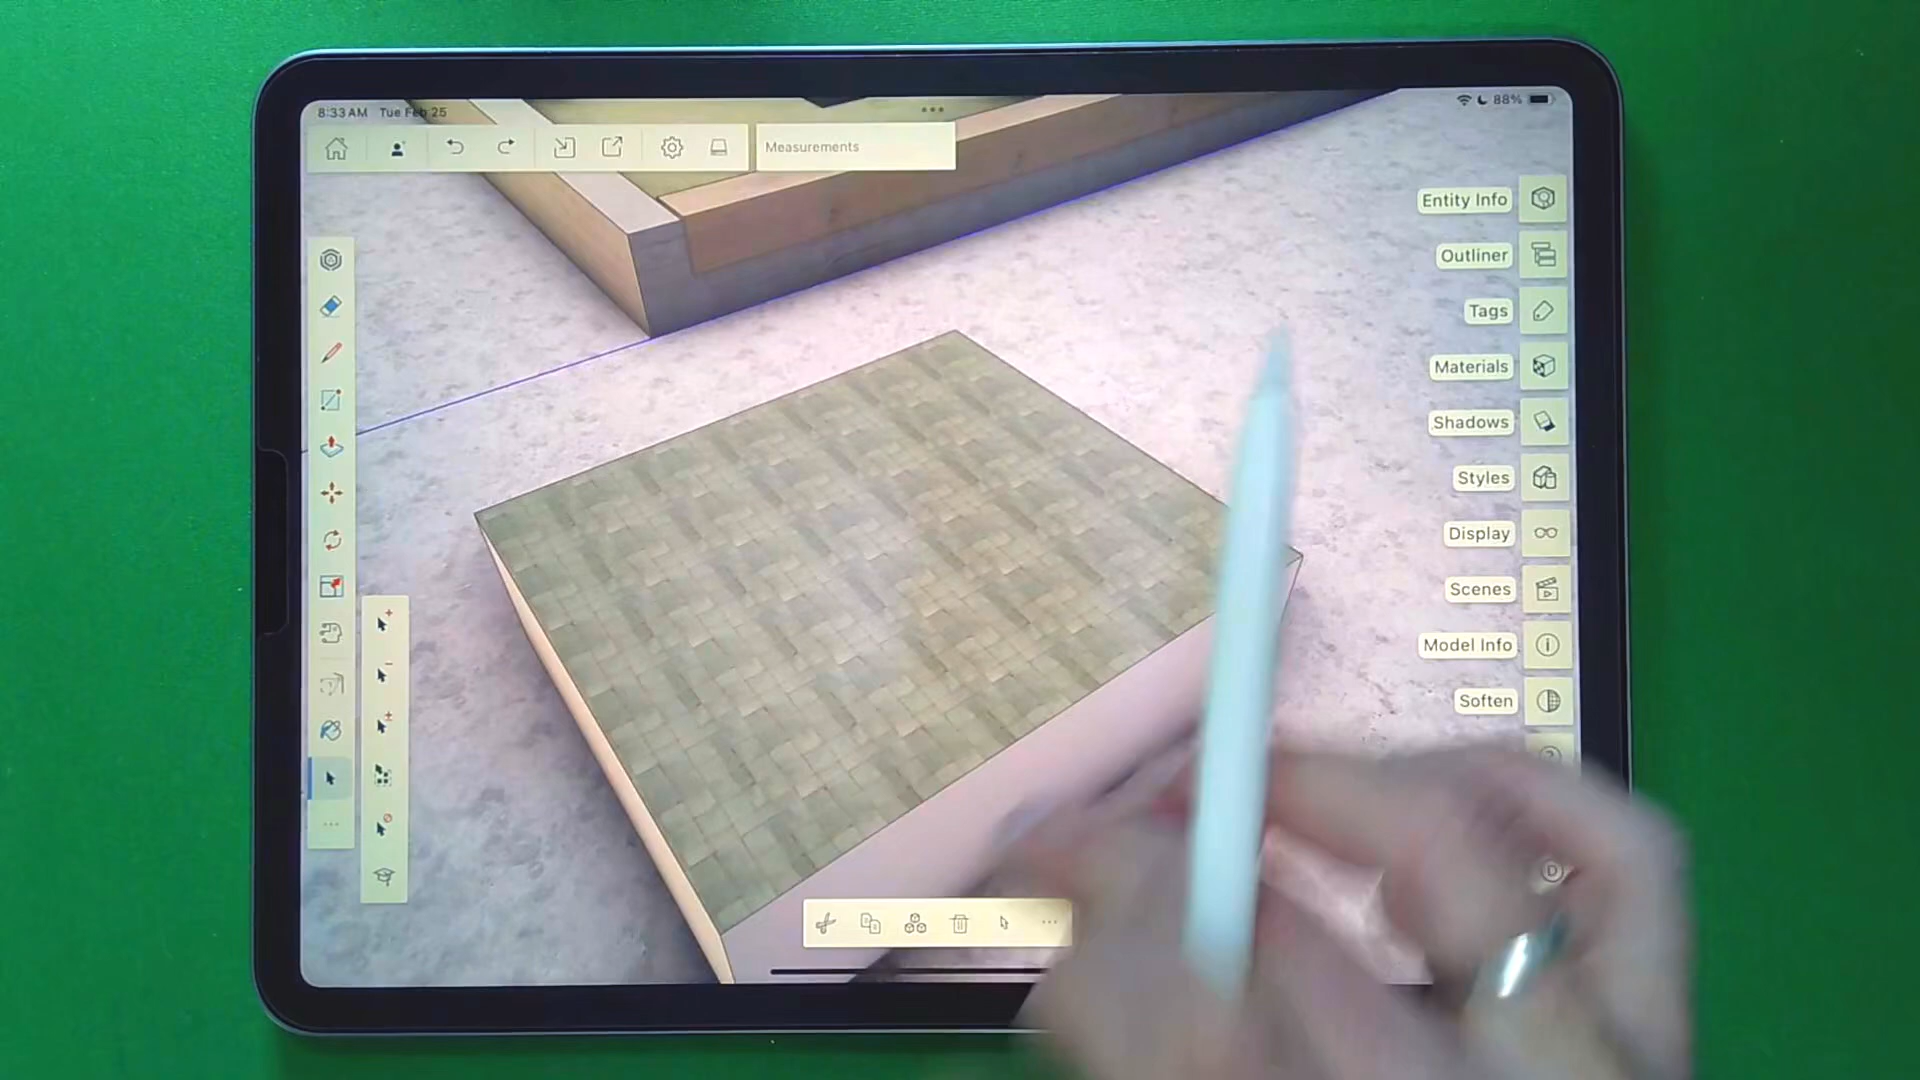 8:33 AM Tue Feb 25
88%
Measurements
Entity Info
Outliner
Tags
Materials
Shadows
Styles
Display
Scenes
Model Info
Soften